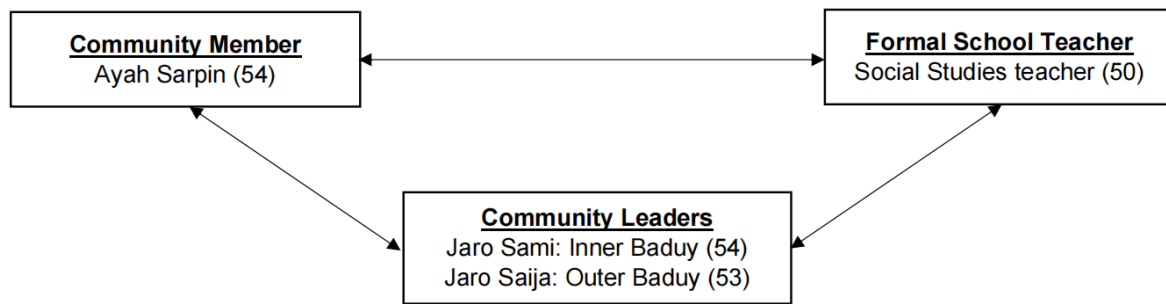 Community Member
Ayah Sarpin (54)
Formal School Teacher
Social Studies teacher (50)
Community Leaders
Jaro Sami: Inner Baduy (54)
Jaro Saija: Outer Baduy (53)